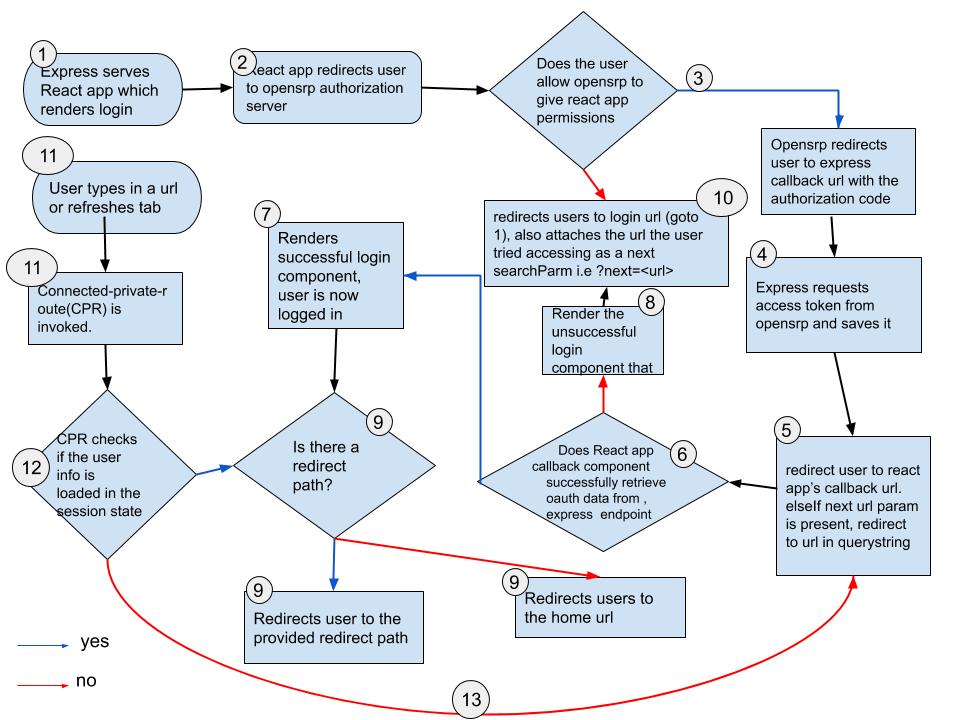 1
Express serves
React app which
renders login
2
React app redirects user
to opensrp authorization
server
Does the user
allow opensrp to
give react app
permissions
3
Opensrp redirects
user to express
callback url with the
authorization code
4
Express requests
access token from
opensrp and saves it
5
redirect user to react
app's callback url.
elseIf next url param
is present, redirect
to url in querystring
6
Does React app
callback component
successfully retrieve
oauth data from ,
express endpoint
7
Renders
successful login
component,
user is now
logged in
8
Render the
unsuccessful
login
component that
10
redirects users to login url (goto
1), also attaches the url the user
tried accessing as a next
searchParm i.e ?next=<url>
9
Is there a
redirect
path?
9
Redirects user to the
provided redirect path
9
Redirects users to
the home url
11
User types in a url
or refreshes tab
11
Connected-private-r
oute(CPR) is
invoked.
12
CPR checks
if the user
info is
loaded in the
session state
13
yes
no